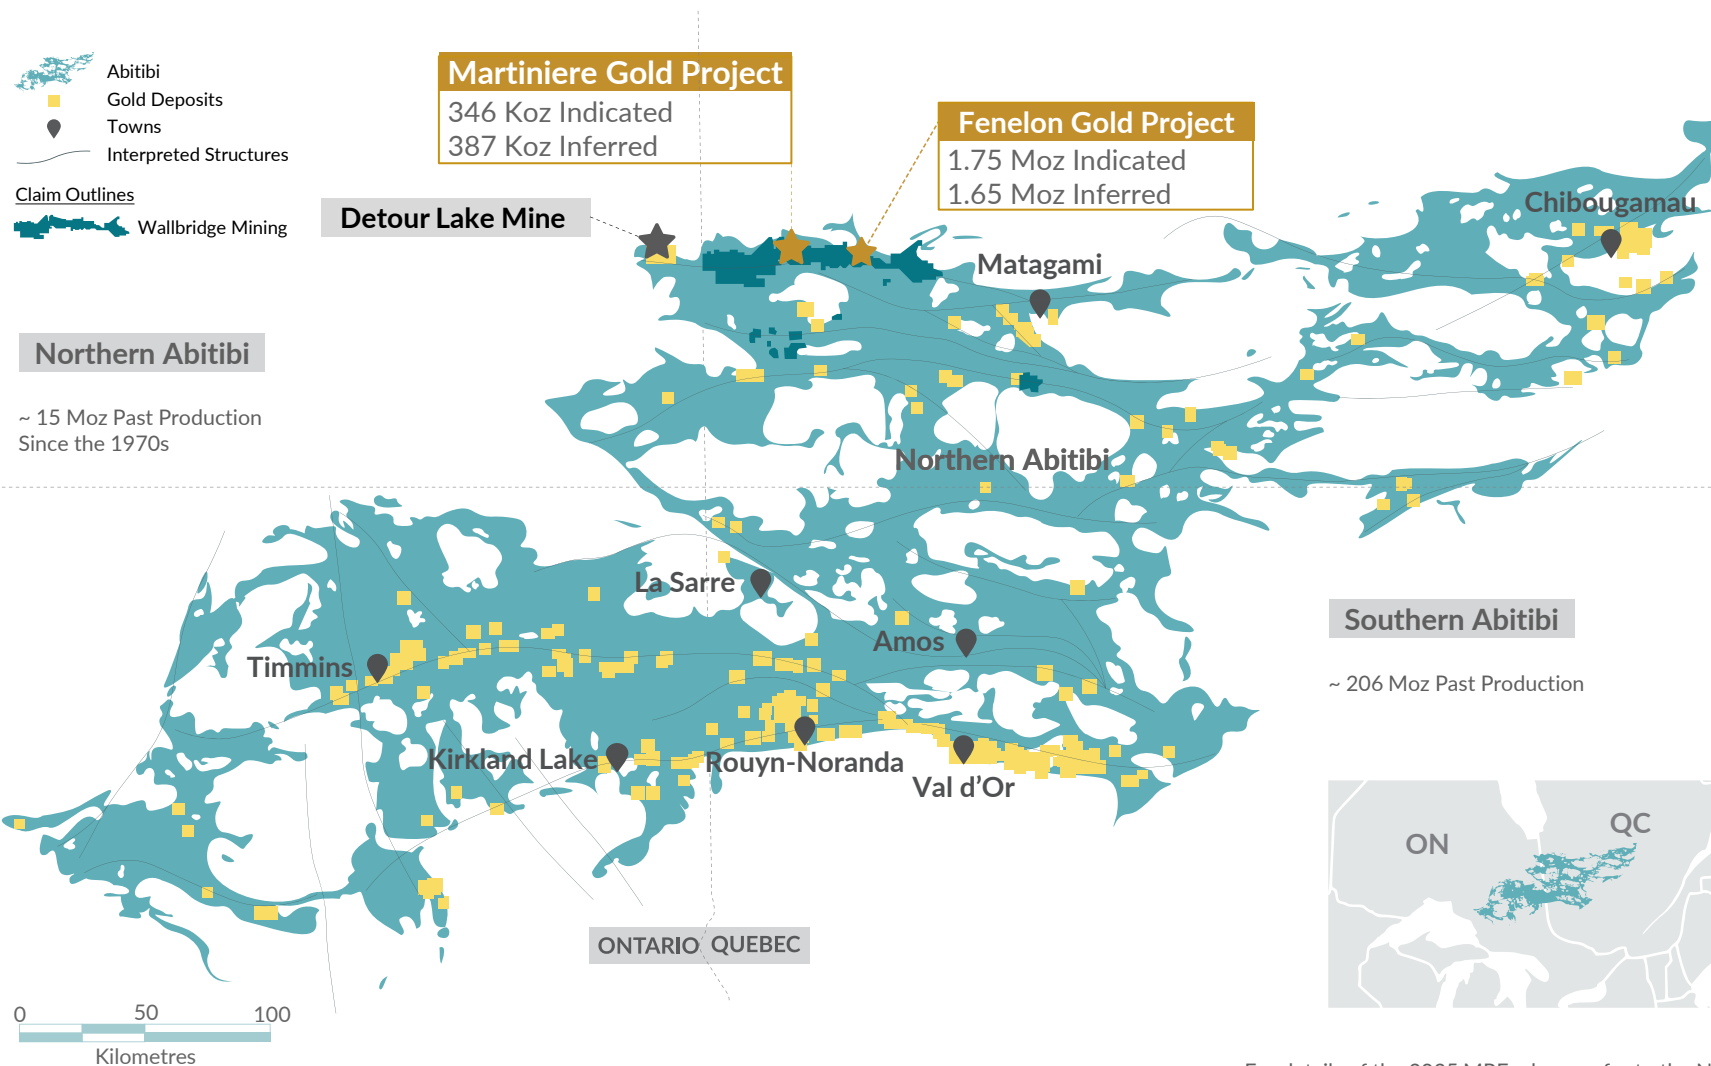 Abitibi
Gold Deposits
Towns
Interpreted Structures
Claim Outlines
Wallbridge Mining
Martiniere Gold Project
346 Koz Indicated
387 Koz Inferred
Fenelon Gold Project
1.75 Moz Indicated
1.65 Moz Inferred
Detour Lake Mine
Chibougamau
Matagami
Northern Abitibi
~ 15 Moz Past Production
Since the 1970s
Northern Abitibi
La Sarre
Amos
Southern Abitibi
~ 206 Moz Past Production
Timmins
Kirkland Lake
Rouyn-Noranda
Val d'Or
ON
QC
ONTARIO QUEBEC
0 50 100
Kilometres